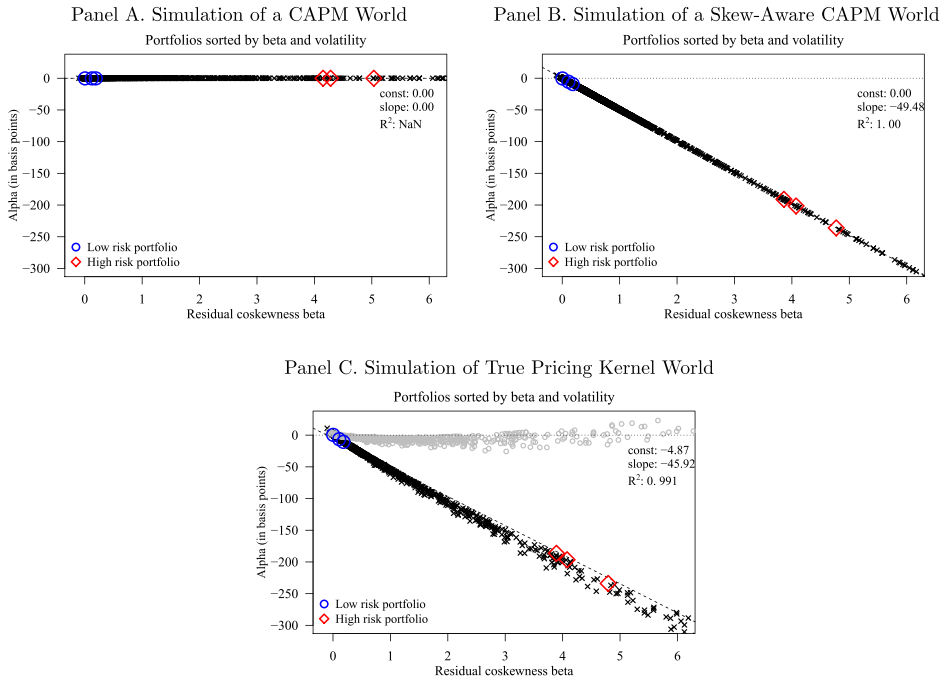 Panel A. Simulation of a CAPM World
Portfolios sorted by beta and volatility
Alpha (in basis points)
0
−50
−100
−150
−200
−250
−300
const: 0.00
slope: 0.00
R²: NaN
Low risk portfolio
High risk portfolio
0 1 2 3 4 5 6
Residual coskewness beta
Panel B. Simulation of a Skew-Aware CAPM World
Portfolios sorted by beta and volatility
Alpha (in basis points)
0
−50
−100
−150
−200
−250
−300
const: 0.00
slope: −49.48
R²: 1. 00
Low risk portfolio
High risk portfolio
0 1 2 3 4 5 6
Residual coskewness beta
Panel C. Simulation of True Pricing Kernel World
Portfolios sorted by beta and volatility
Alpha (in basis points)
0
−50
−100
−150
−200
−250
−300
const: −4.87
slope: −45.92
R²: 0. 991
Low risk portfolio
High risk portfolio
0 1 2 3 4 5 6
Residual coskewness beta